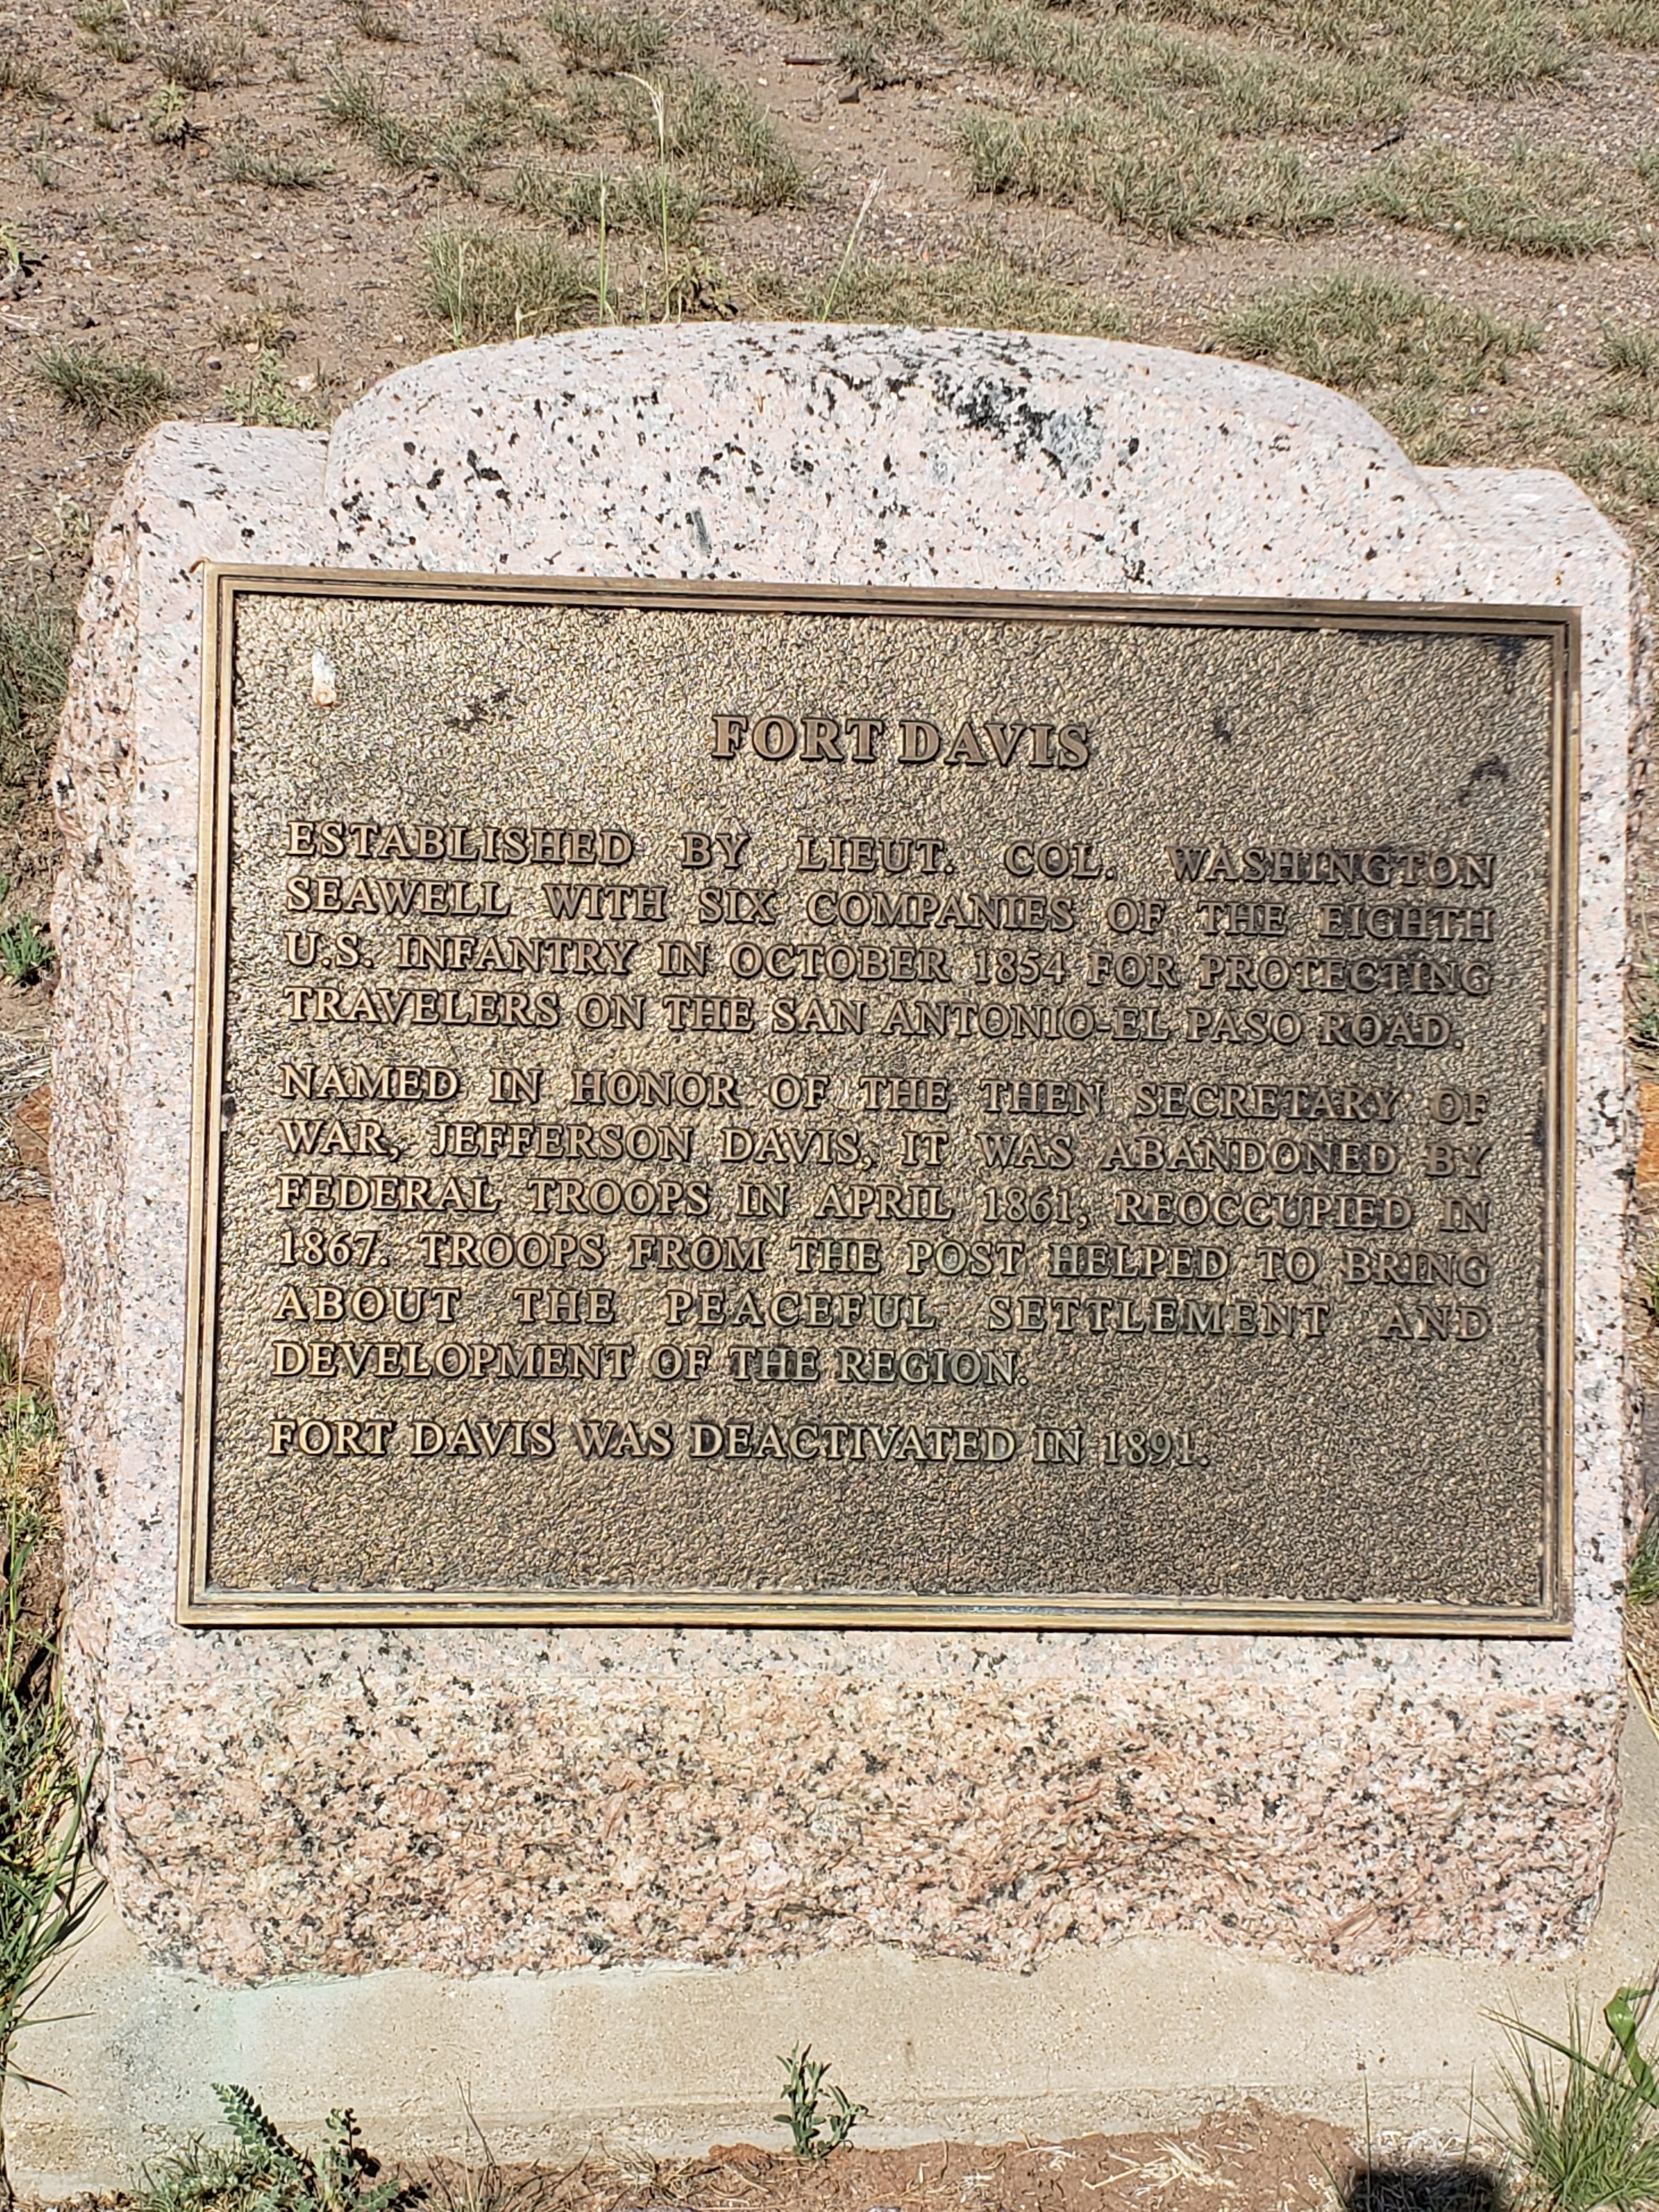 FORT DAVIS
ESTABLISHED BY LIEUT. COL. WASHINGTON
SEAWELL WITH SIX COMPANIES OF THE EIGHTH
U.S. INFANTRY IN OCTOBER 1854 FOR PROTECTING
TRAVELERS ON THE SAN ANTONIO-EL PASO ROAD.
NAMED IN HONOR OF THE THEN SECRETARY OF
WAR, JEFFERSON DAVIS, IT WAS ABANDONED BY
FEDERAL TROOPS IN APRIL 1861, REOCCUPIED IN
1867. TROOPS FROM THE POST HELPED TO BRING
ABOUT THE PEACEFUL SETTLEMENT AND
DEVELOPMENT OF THE REGION.
FORT DAVIS WAS DEACTIVATED IN 1891.